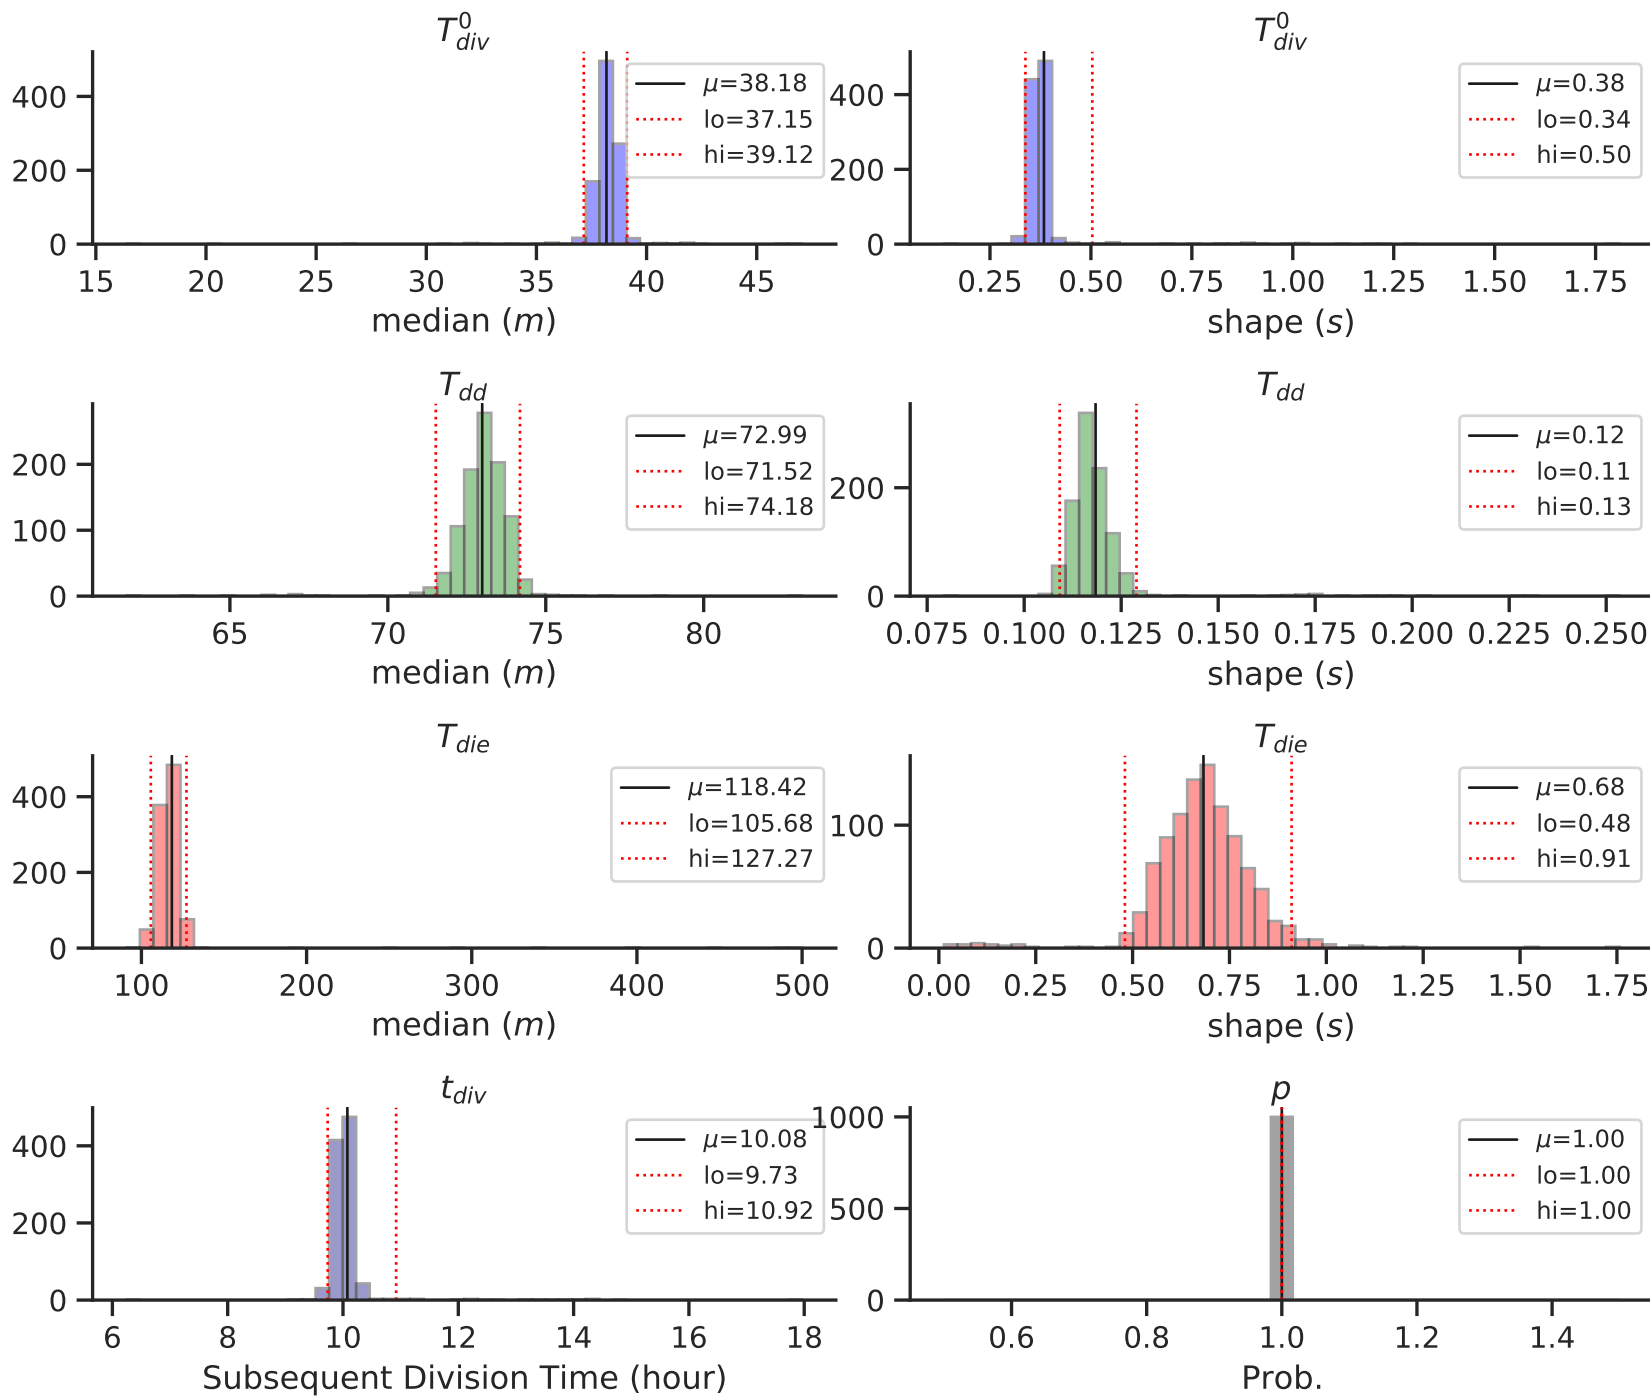 T⁰div
μ=38.18
lo=37.15
hi=39.12
0
200
400
15 20 25 30 35 40 45
median (m)
T⁰div
μ=0.38
lo=0.34
hi=0.50
0
200
400
0.25 0.50 0.75 1.00 1.25 1.50 1.75
shape (s)
Tdd
μ=72.99
lo=71.52
hi=74.18
0
100
200
65 70 75 80
median (m)
Tdd
μ=0.12
lo=0.11
hi=0.13
0
200
0.075 0.100 0.125 0.150 0.175 0.200 0.225 0.250
shape (s)
Tdie
μ=118.42
lo=105.68
hi=127.27
0
200
400
100 200 300 400 500
median (m)
Tdie
μ=0.68
lo=0.48
hi=0.91
0
100
0.00 0.25 0.50 0.75 1.00 1.25 1.50 1.75
shape (s)
tdiv
μ=10.08
lo=9.73
hi=10.92
0
200
400
6 8 10 12 14 16 18
Subsequent Division Time (hour)
p
μ=1.00
lo=1.00
hi=1.00
0
500
1000
0.6 0.8 1.0 1.2 1.4
Prob.